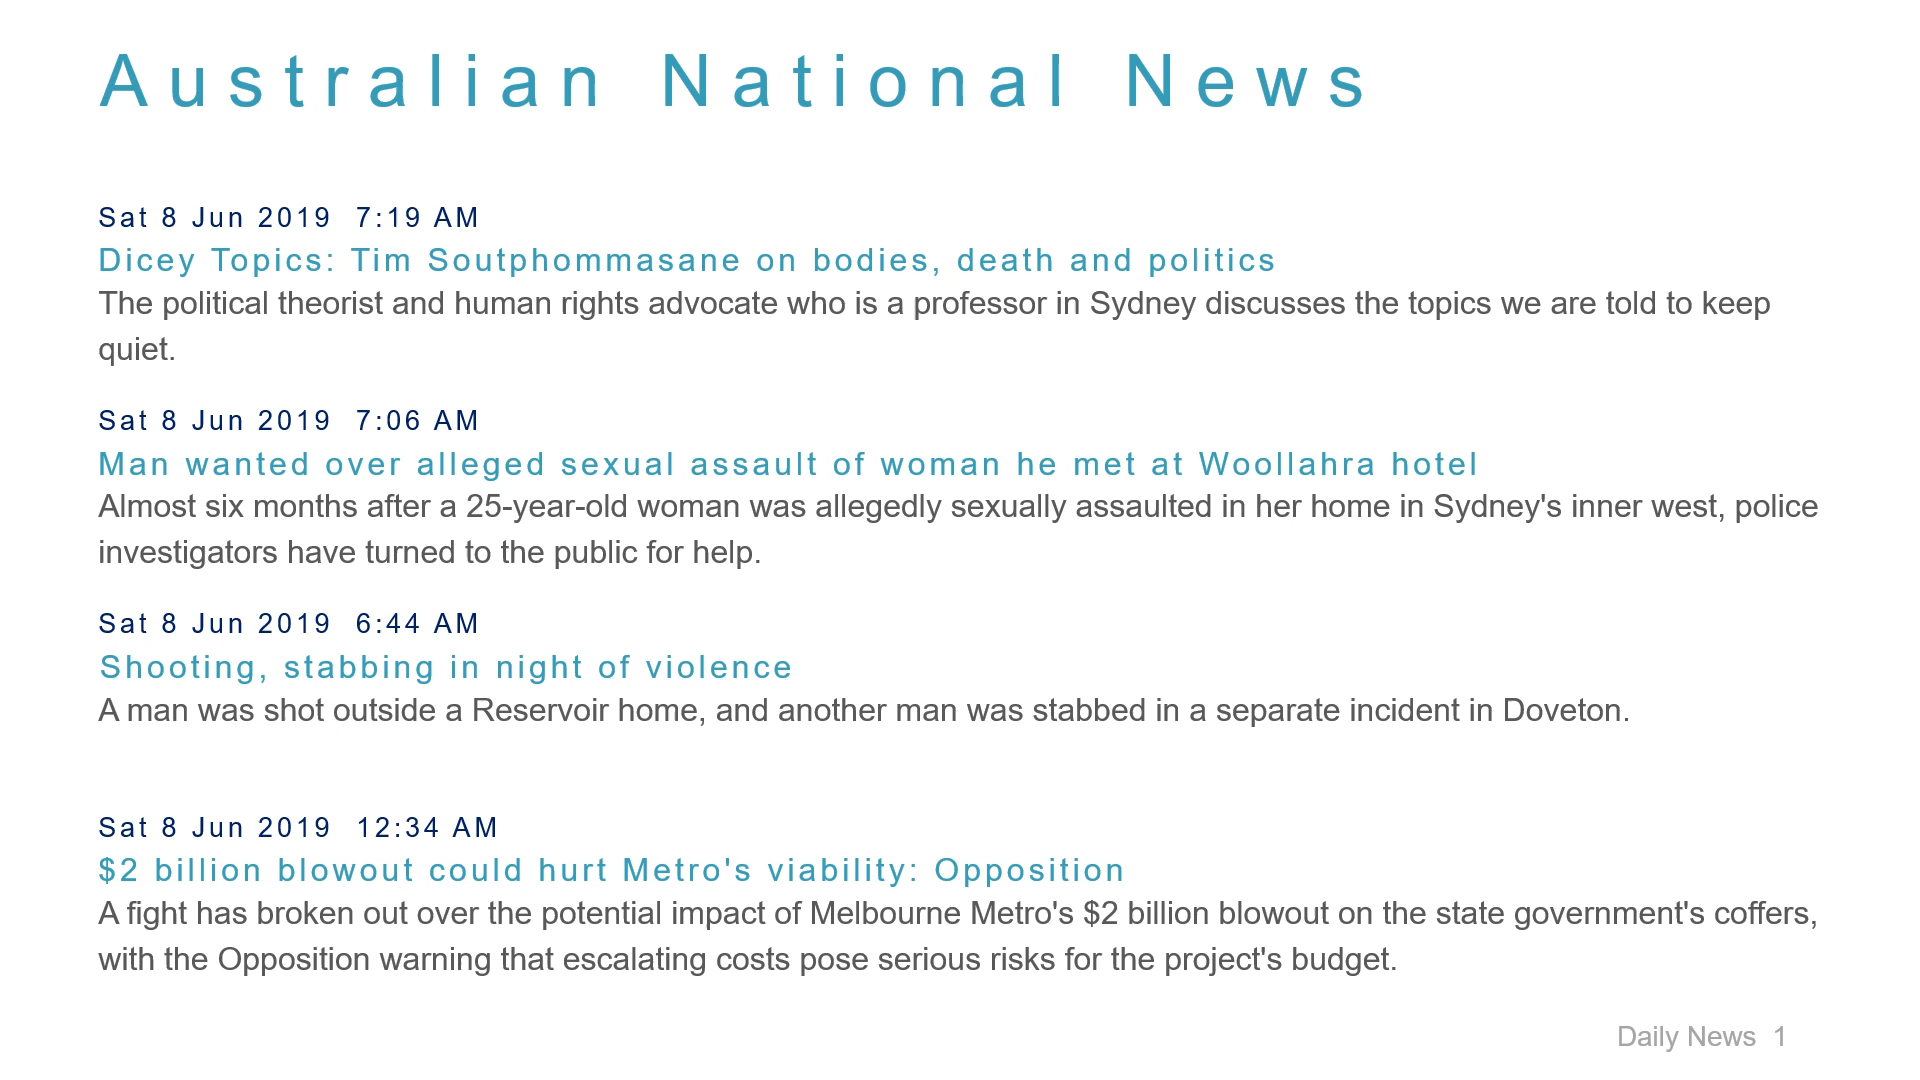 Australian National News
Sat 8 Jun 2019 7:19 AM
Dicey Topics: Tim Soutphommasane on bodies, death and politics
The political theorist and human rights advocate who is a professor in Sydney discusses the topics we are told to keep
quiet.
Sat 8 Jun 2019 7:06 AM
Man wanted over alleged sexual assault of woman he met at Woollahra hotel
Almost six months after a 25-year-old woman was allegedly sexually assaulted in her home in Sydney's inner west, police
investigators have turned to the public for help.
Sat 8 Jun 2019 6:44 AM
Shooting, stabbing in night of violence
A man was shot outside a Reservoir home, and another man was stabbed in a separate incident in Doveton.
Sat 8 Jun 2019 12:34 AM
$2 billion blowout could hurt Metro's viability: Opposition
A fight has broken out over the potential impact of Melbourne Metro's $2 billion blowout on the state government's coffers,
with the Opposition warning that escalating costs pose serious risks for the project's budget.
Daily News 1